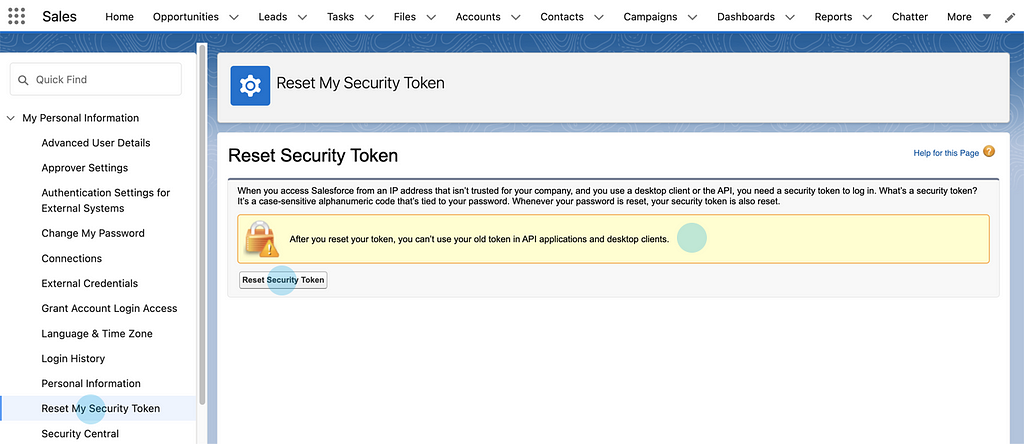 Sales Home Opportunities Leads Tasks Files Accounts Contacts Campaigns Dashboards Reports Chatter More
Quick Find
My Personal Information
Advanced User Details
Approver Settings
Authentication Settings for
External Systems
Change My Password
Connections
External Credentials
Grant Account Login Access
Language & Time Zone
Login History
Personal Information
Reset My Security Token
Security Central
Reset My Security Token
Reset Security Token
Help for this Page ?
When you access Salesforce from an IP address that isn't trusted for your company, and you use a desktop client or the API, you need a security token to log in. What's a security token?
It's a case-sensitive alphanumeric code that's tied to your password. Whenever your password is reset, your security token is also reset.
After you reset your token, you can't use your old token in API applications and desktop clients.
Reset Security Token